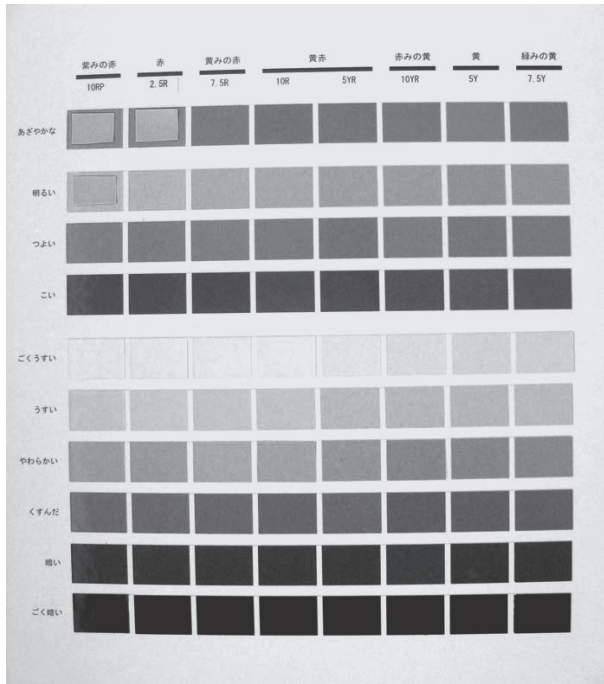 紫みの赤 赤 黄みの赤 黄赤 赤みの黄 黄 緑みの黄
10RP 2.5R 7.5R 10R 5YR 10YR 5Y 7.5Y
あざやかな
明るい
つよい
こい
ごくうすい
うすい
やわらかい
くすんだ
暗い
ごく暗い